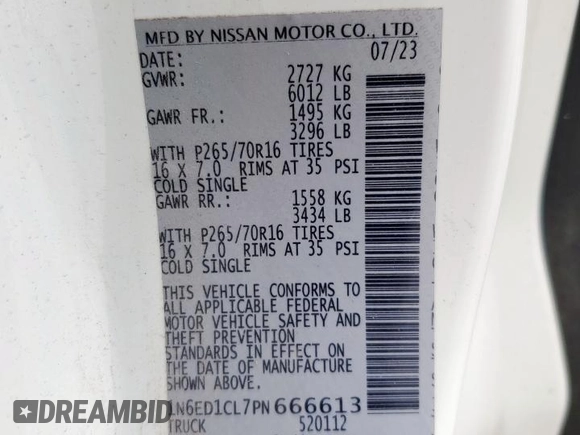 MFD BY NISSAN MOTOR CO., LTD.
DATE: 07/23
GVWR: 2727 KG
6012 LB
GAWR FR.: 1495 KG
3296 LB
WITH P265/70R16 TIRES
16 X 7.0 RIMS AT 35 PSI
COLD SINGLE
GAWR RR.: 1558 KG
3434 LB
WITH P265/70R16 TIRES
16 X 7.0 RIMS AT 35 PSI
COLD SINGLE
THIS VEHICLE CONFORMS TO
ALL APPLICABLE FEDERAL
MOTOR VEHICLE SAFETY AND
THEFT PREVENTION
STANDARDS IN EFFECT ON
THE DATE OF MANUFACTURE
SHOWN ABOVE.
1N6ED1CL7PN666613
TRUCK 520112
REIDCAR.COM